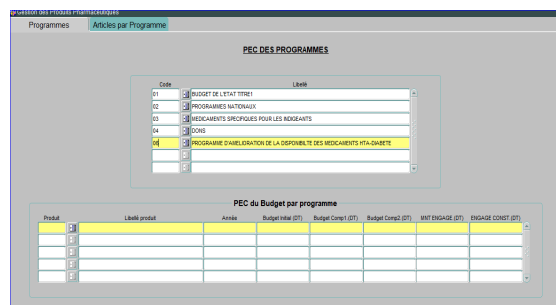 Gestion des Produits Pharmaceutiques
Programmes Articles par Programme
PEC DES PROGRAMMES
Code Libellé
01 BUDGET DE L'ETAT TITRE1
02 PROGRAMMES NATIONAUX
03 MEDICAMENTS SPECIFIQUES POUR LES INDIGEANTS
04 DONS
06 PROGRAMME D'AMELIORATION DE LA DISPONIBILTE DES MEDICAMENTS HTA-DIABETE
PEC du Budget par programme
Produit Libellé produit Année Budget Initial (DT) Budget Comp1 (DT) Budget Comp2 (DT) MNT ENGAGE (DT) ENGAGE CONST.(DT)